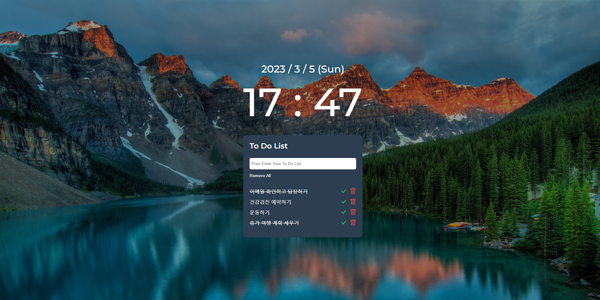 2023 / 3 / 5 (Sun)
17 : 47
To Do List
Free Enter Your To Do List
Remove All
이메일 확인하고 답장하기
건강검진 예약하기
운동하기
휴가 여행 계획 세우기